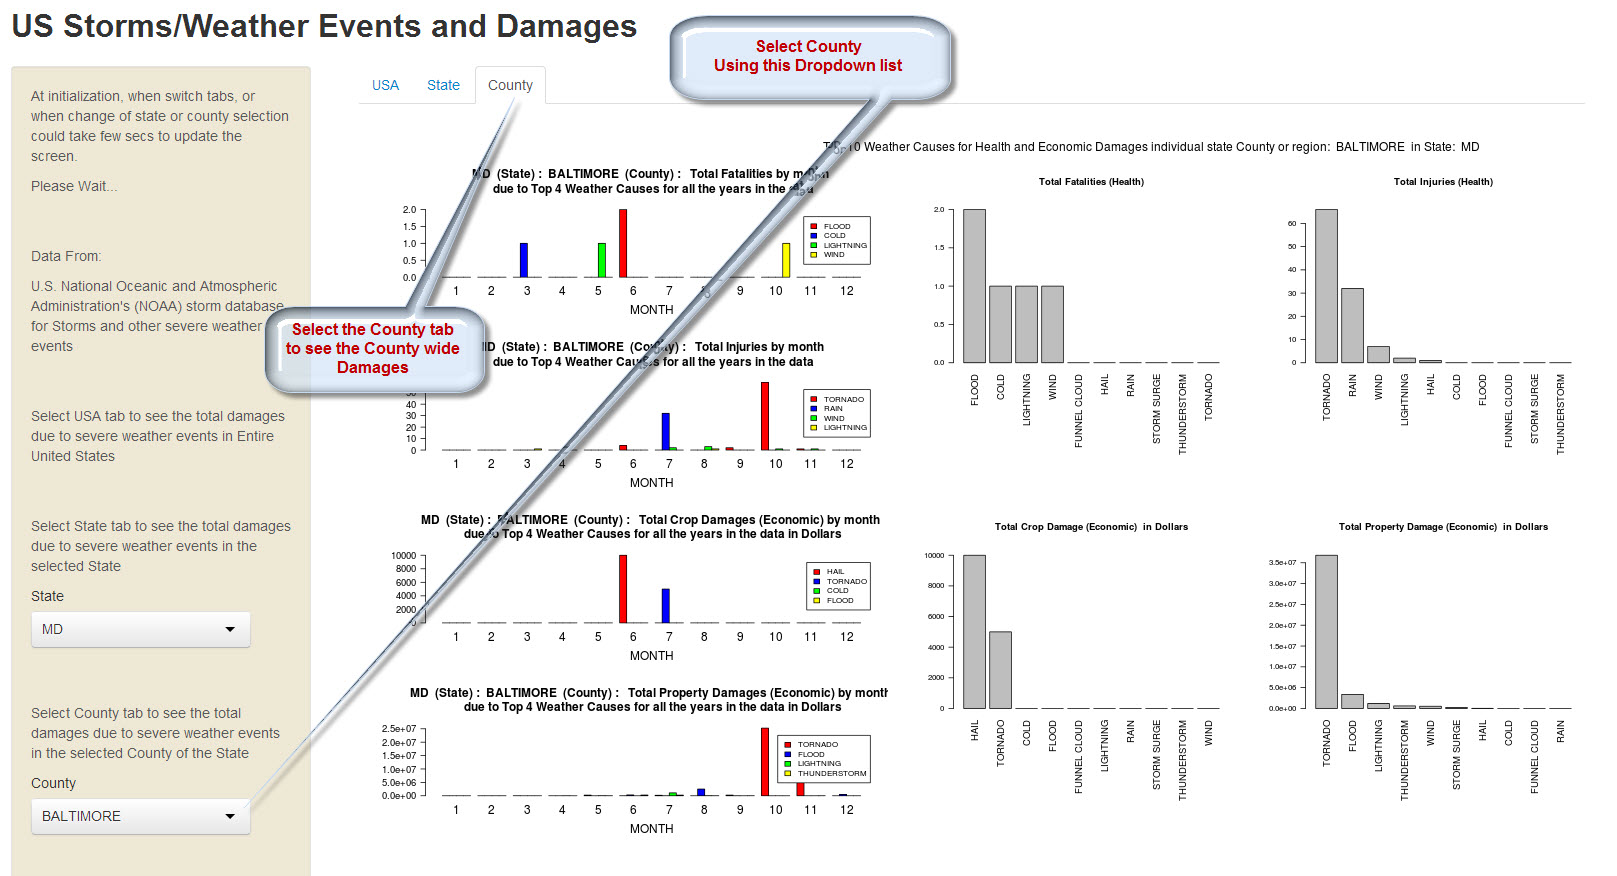 US Storms/Weather Events and Damages
Select County
Using this Dropdown list
At initialization, when switch tabs, or
when change of state or county selection
could take few secs to update the
screen.
Please Wait...
Data From:
U.S. National Oceanic and Atmospheric
Administration's (NOAA) storm database
for Storms and other severe weather
events
Select USA tab to see the total damages
due to severe weather events in Entire
United States
Select State tab to see the total damages
due to severe weather events in the
selected State
State
MD
Select County tab to see the total
damages due to severe weather events
in the selected County of the State
County
BALTIMORE
USA State County
Select the County tab
to see the County wide
Damages
10 Weather Causes for Health and Economic Damages individual state County or region: BALTIMORE in State: MD
(State) : BALTIMORE (County) : Total Fatalities by
due to Top 4 Weather Causes for all the years in the
2.0
1.5
1.0
0.5
0.0
FLOOD
COLD
LIGHTNING
WIND
1 2 3 4 5 6 7 8 9 10 11 12
MONTH
(State) : BALTIMORE (County) : Total Injuries by month
due to Top 4 Weather Causes for all the years in the data
40
30
20
10
0
TORNADO
RAIN
WIND
LIGHTNING
1 2 3 4 5 6 7 8 9 10 11 12
MONTH
MD (State) : BALTIMORE (County) : Total Crop Damages (Economic) by month
due to Top 4 Weather Causes for all the years in the data in Dollars
10000
8000
6000
4000
2000
0
HAIL
TORNADO
COLD
FLOOD
1 2 3 4 5 6 7 8 9 10 11 12
MONTH
MD (State) : BALTIMORE (County) : Total Property Damages (Economic) by month
due to Top 4 Weather Causes for all the years in the data in Dollars
2.5e+07
2.0e+07
1.5e+07
1.0e+07
5.0e+06
0.0e+00
TORNADO
FLOOD
LIGHTNING
THUNDERSTORM
1 2 3 4 5 6 7 8 9 10 11 12
MONTH
Total Fatalities (Health)
2.0
1.5
1.0
0.5
0.0
FLOOD
COLD
LIGHTNING
WIND
FUNNEL CLOUD
HAIL
RAIN
STORM SURGE
THUNDERSTORM
TORNADO
Total Injuries (Health)
60
50
40
30
20
10
0
TORNADO
RAIN
WIND
LIGHTNING
HAIL
COLD
FLOOD
FUNNEL CLOUD
STORM SURGE
THUNDERSTORM
Total Crop Damage (Economic) in Dollars
10000
8000
6000
4000
2000
0
HAIL
TORNADO
COLD
FLOOD
FUNNEL CLOUD
LIGHTNING
RAIN
STORM SURGE
THUNDERSTORM
WIND
Total Property Damage (Economic) in Dollars
3.5e+07
3.0e+07
2.5e+07
2.0e+07
1.5e+07
1.0e+07
5.0e+06
0.0e+00
TORNADO
FLOOD
LIGHTNING
THUNDERSTORM
WIND
STORM SURGE
HAIL
COLD
FUNNEL CLOUD
RAIN